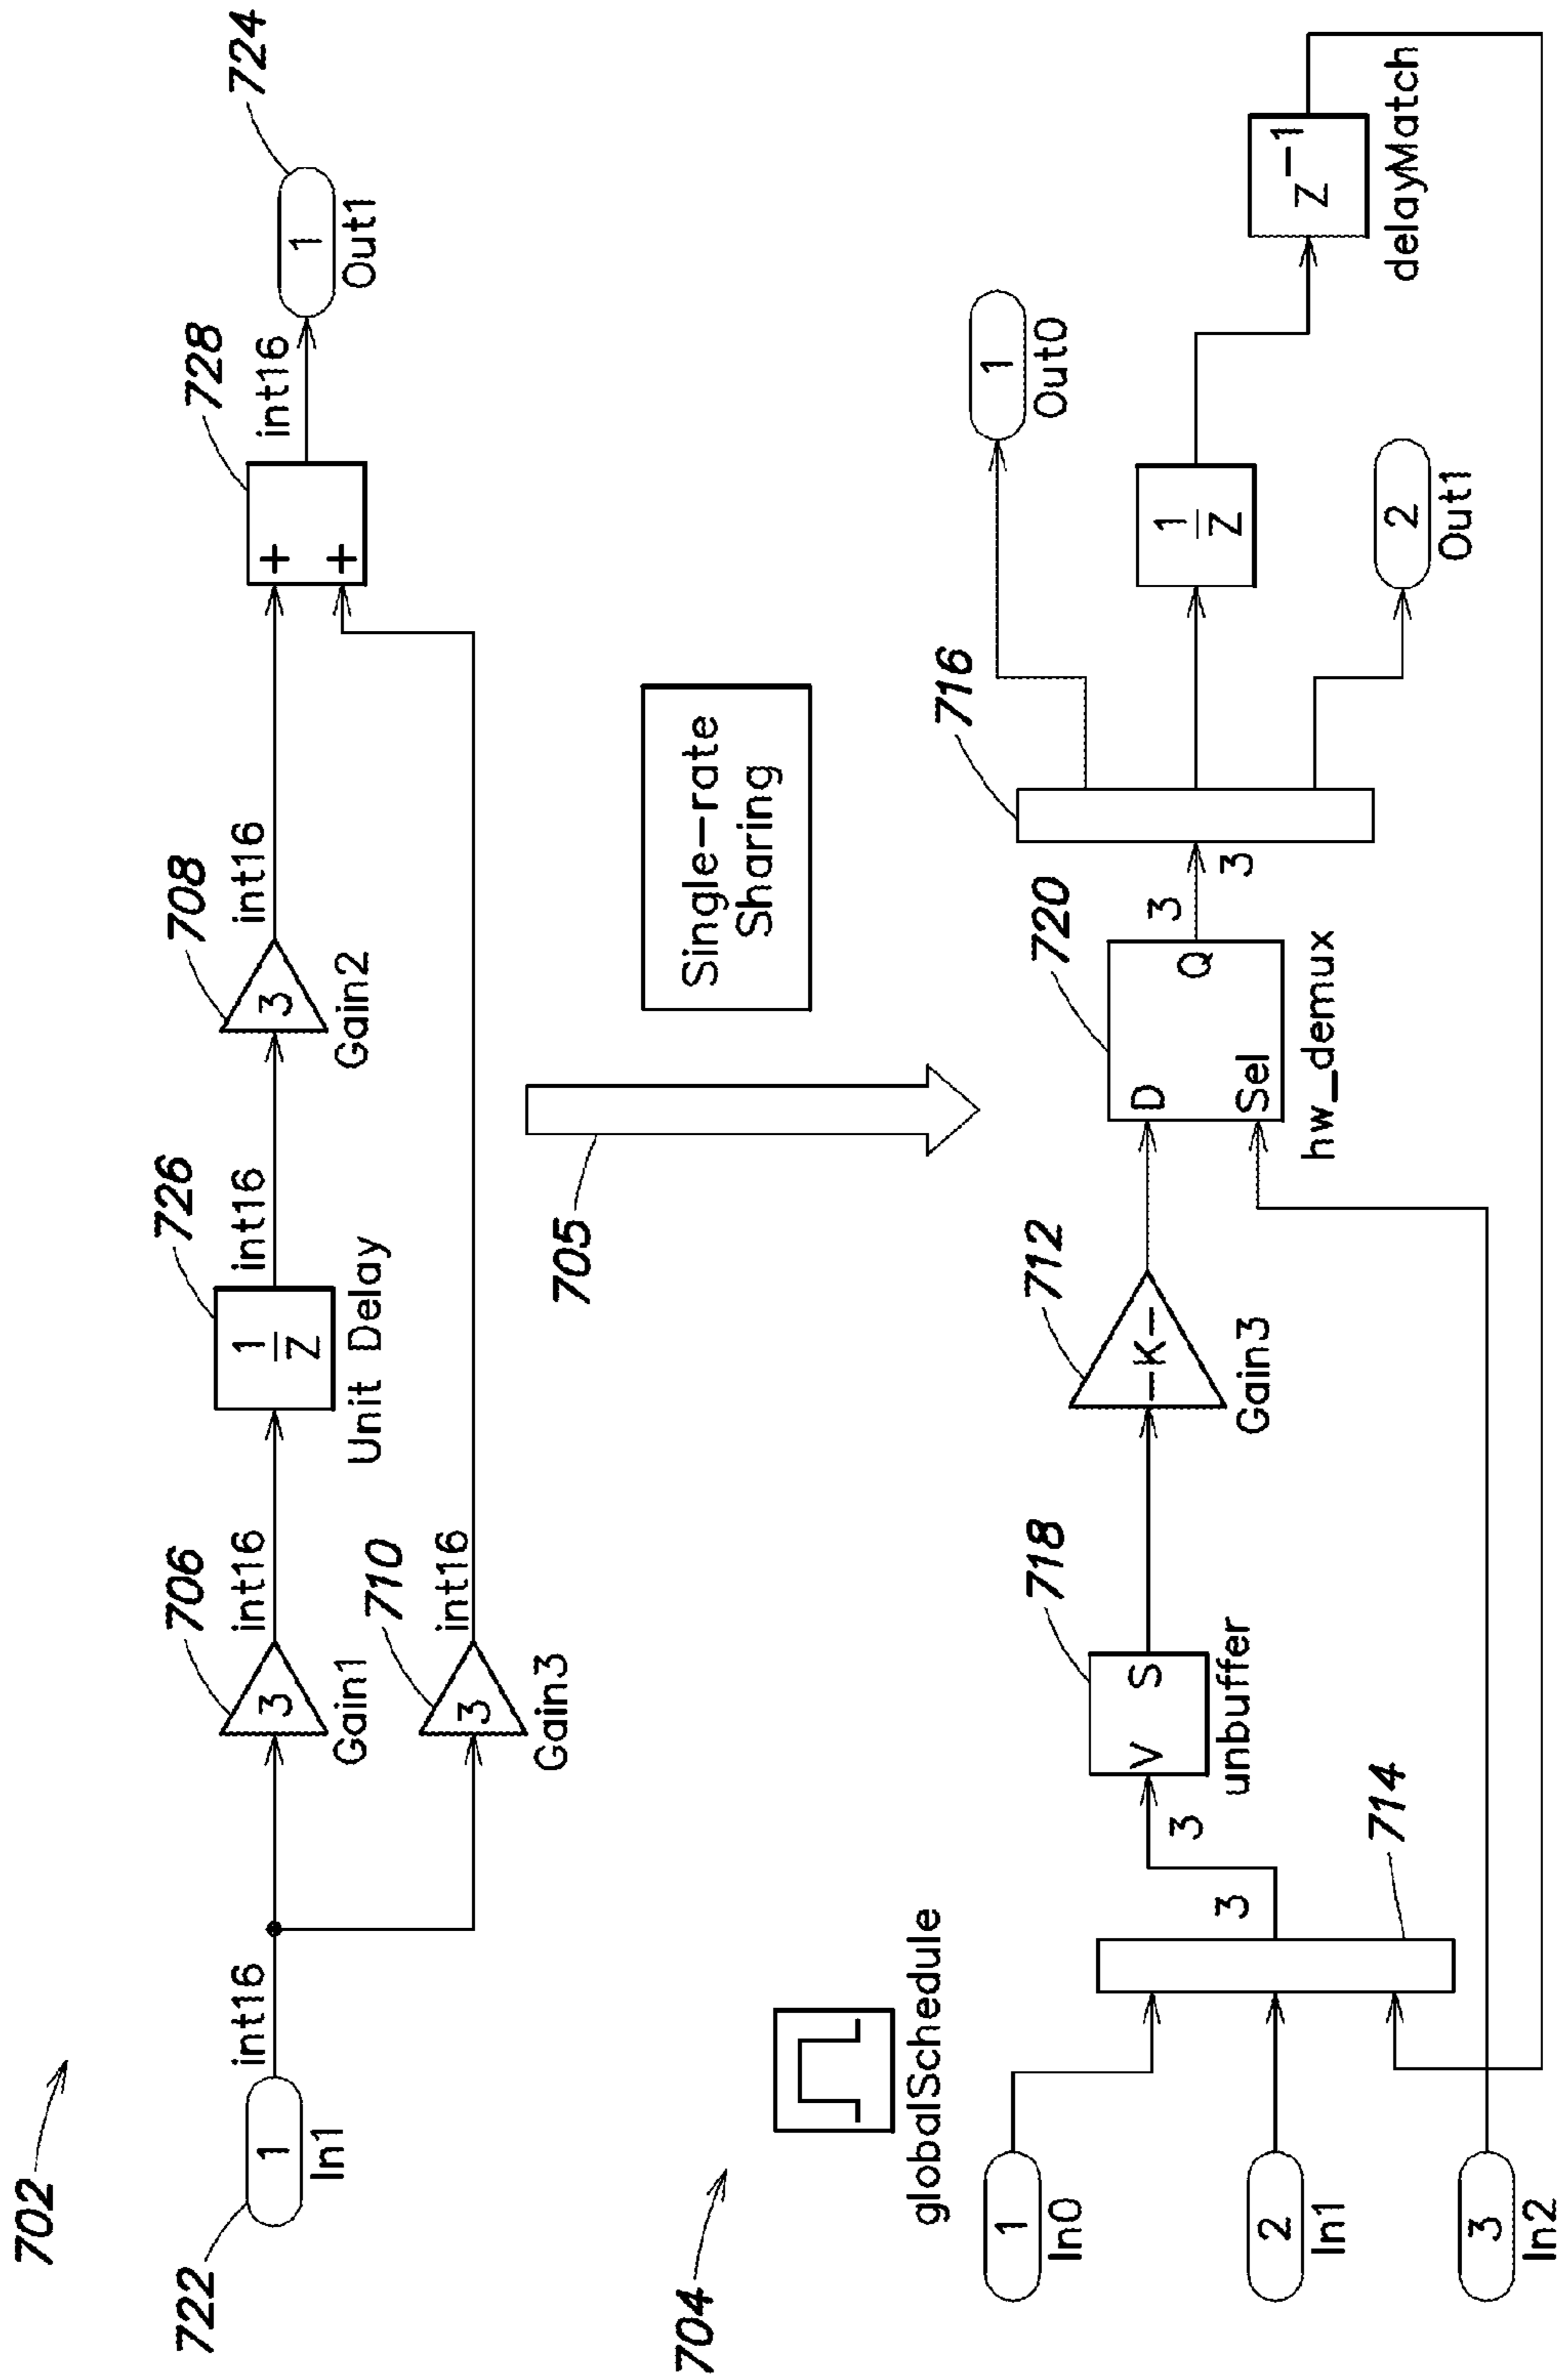 702
722
1
In1
int16
706
3
Gain1
int16
710
3
Gain3
int16
726
1
Z
Unit Delay
int16
708
3
Gain2
int16
728
+
+
int16
724
1
Out1
705
Single-rate
Sharing
704
globalSchedule
1
In0
2
In1
3
In2
714
3
3
718
V S
unbuffer
712
-K-
Gain3
720
D
Q
Sel
hw_demux
3
3
716
1
Out0
1
Z
2
Out1
Z-1
delayMatch